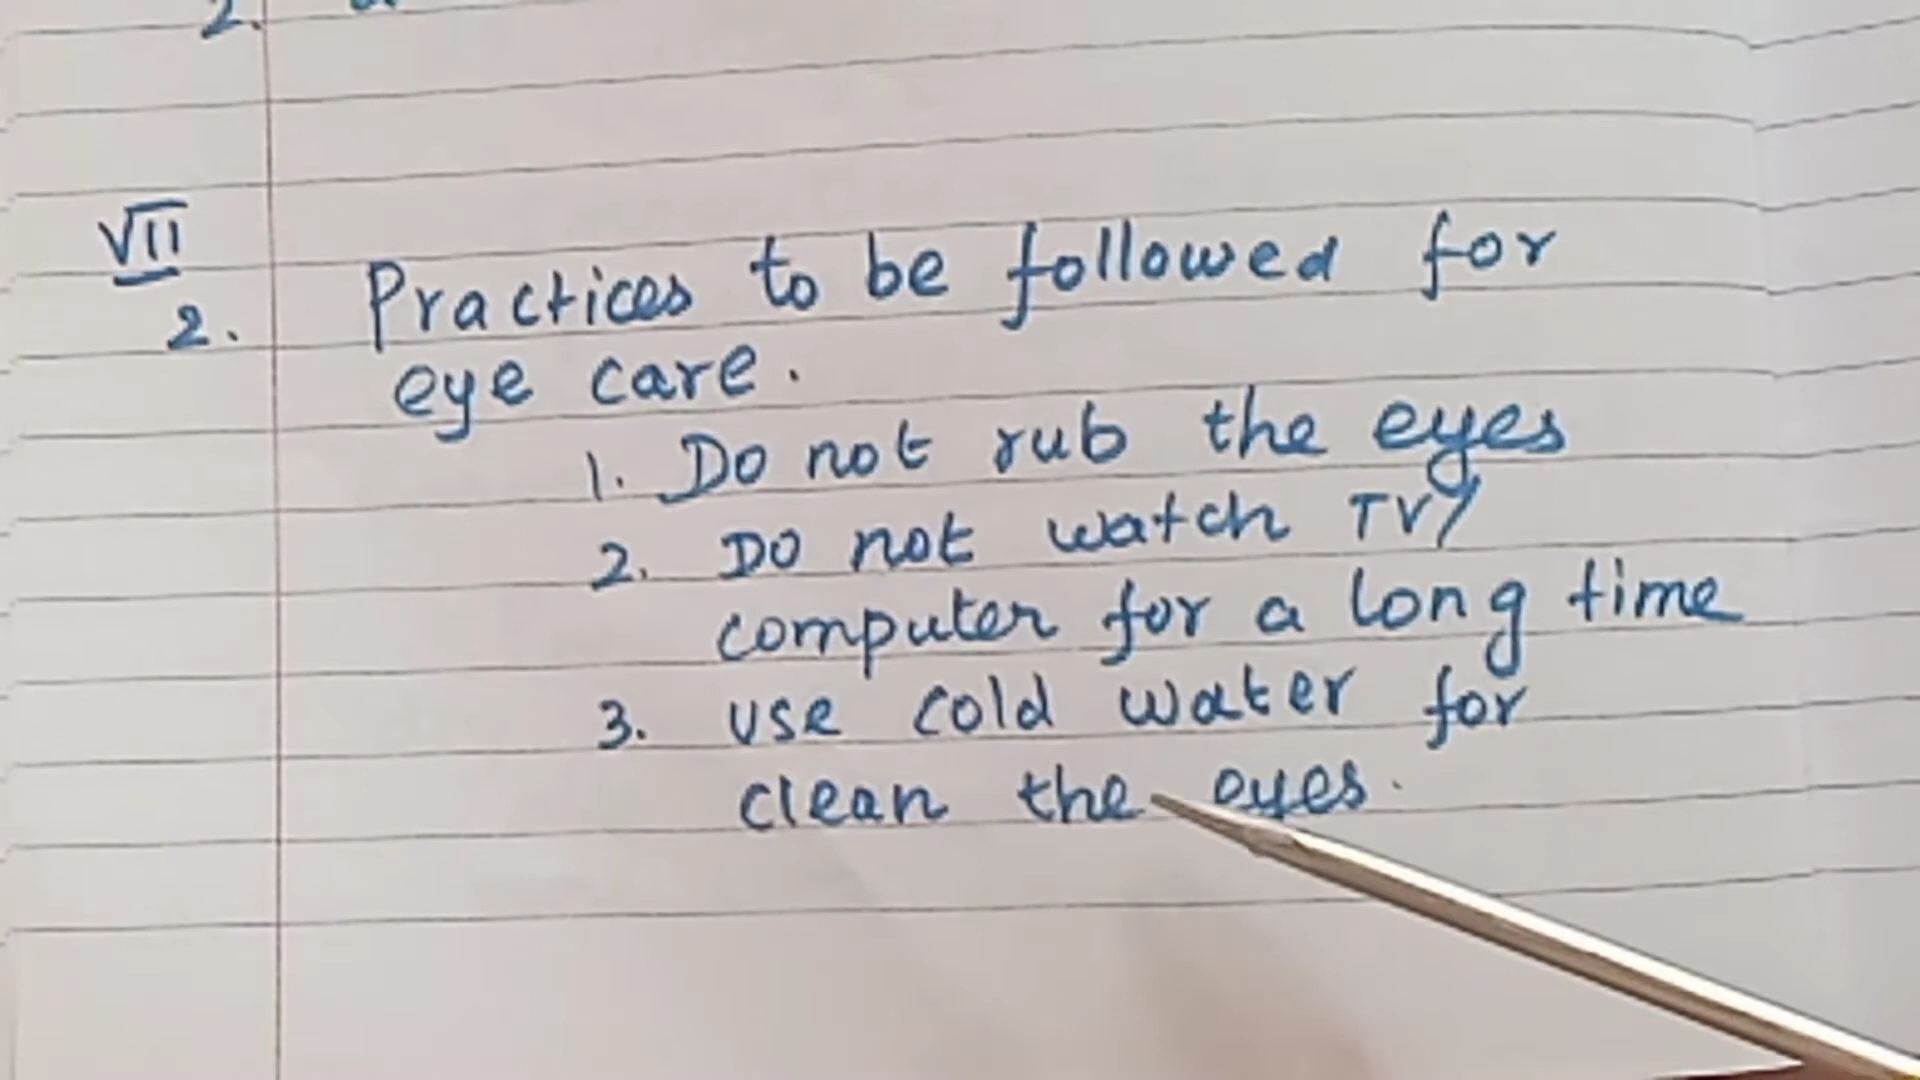 2.
VII
2. Practices to be followed for
eye care.
1. Do not rub the eyes
2. Do not watch TV/
computer for a long time
3. use cold water for
clean the eyes.